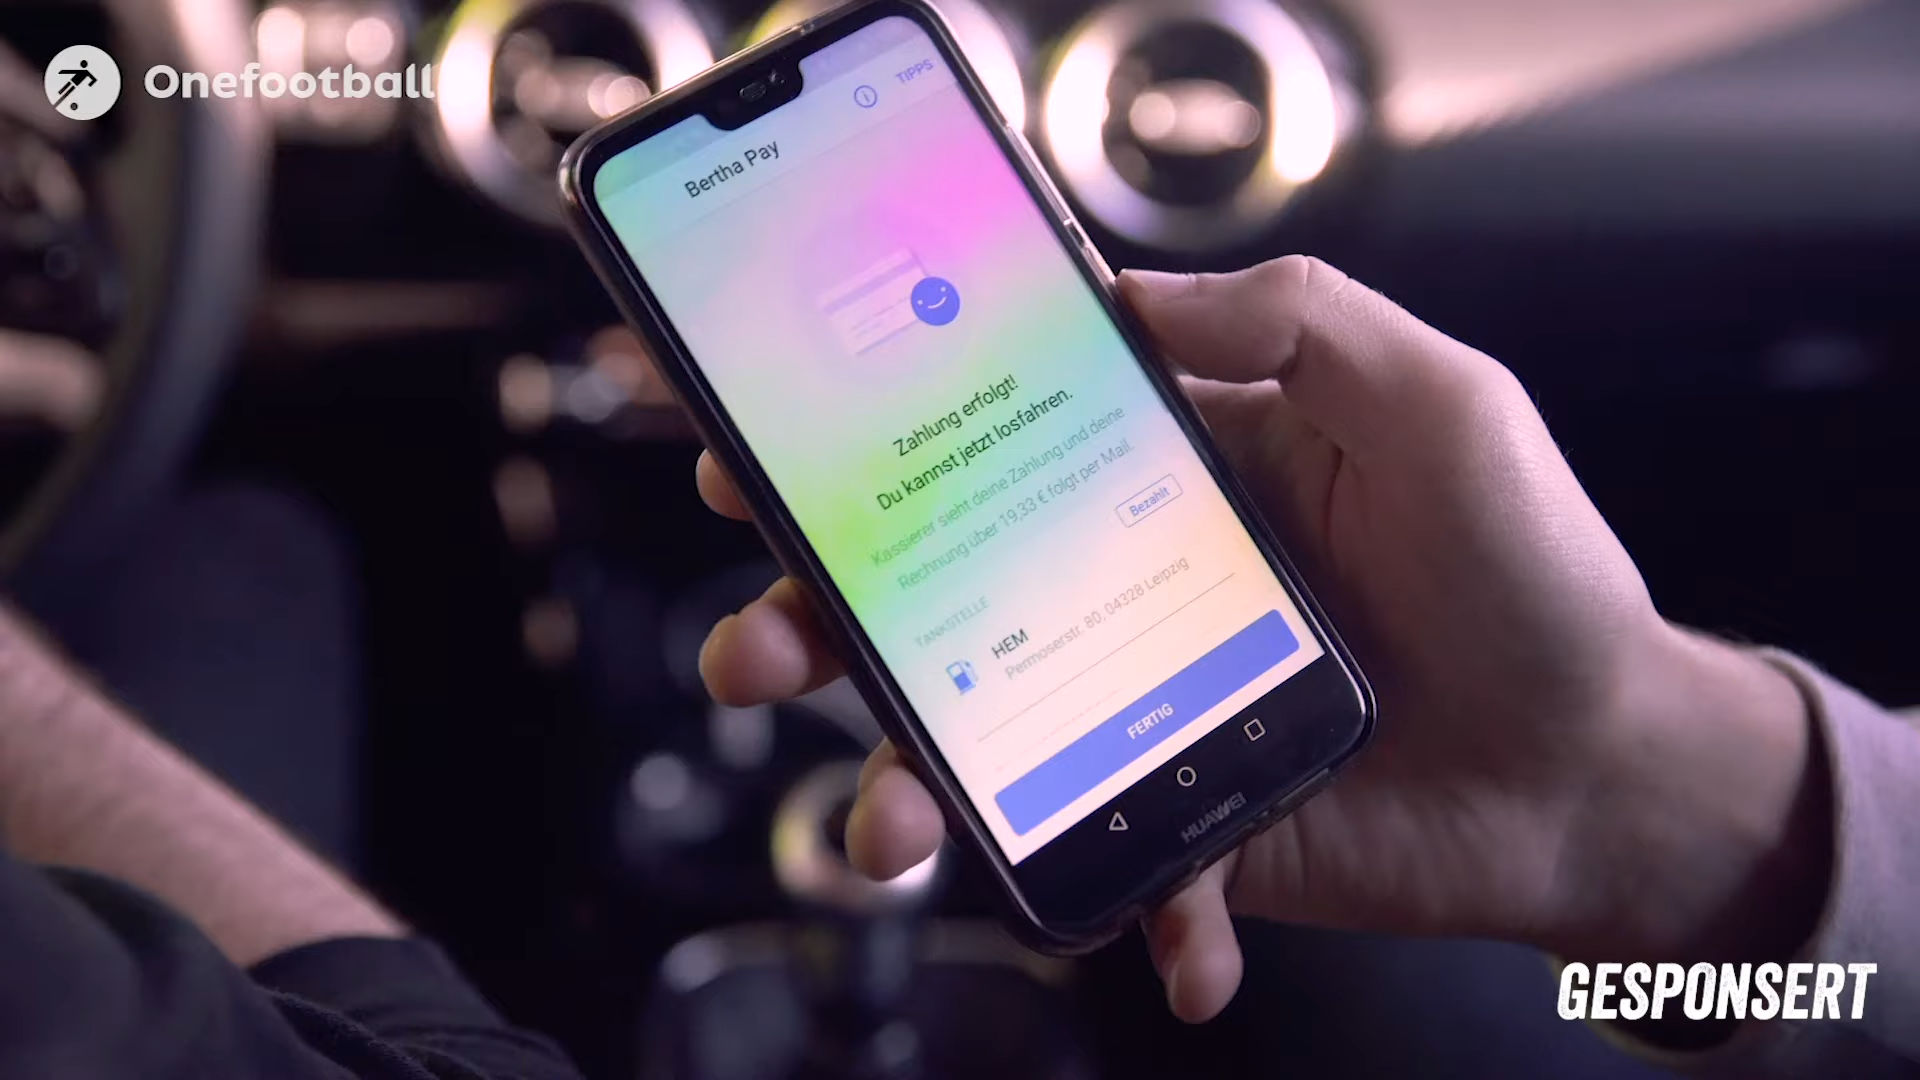 Onefootball
TIPPS
Bertha Pay
Zahlung erfolgt!
Du kannst jetzt losfahren.
Kassierer sieht deine Zahlung und deine
Rechnung über 19,33 € folgt per Mail.
Bezahlt
TANKSTELLE
HEM
Permoserstr. 80, 04328 Leipzig
FERTIG
HUAWEI
GESPONSERT